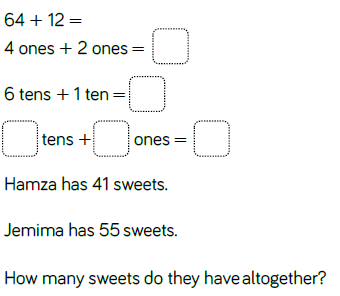 64 + 12 =
4 ones + 2 ones =
6 tens + 1 ten =
tens + ones =
Hamza has 41 sweets.
Jemima has 55 sweets.
How many sweets do they have altogether?